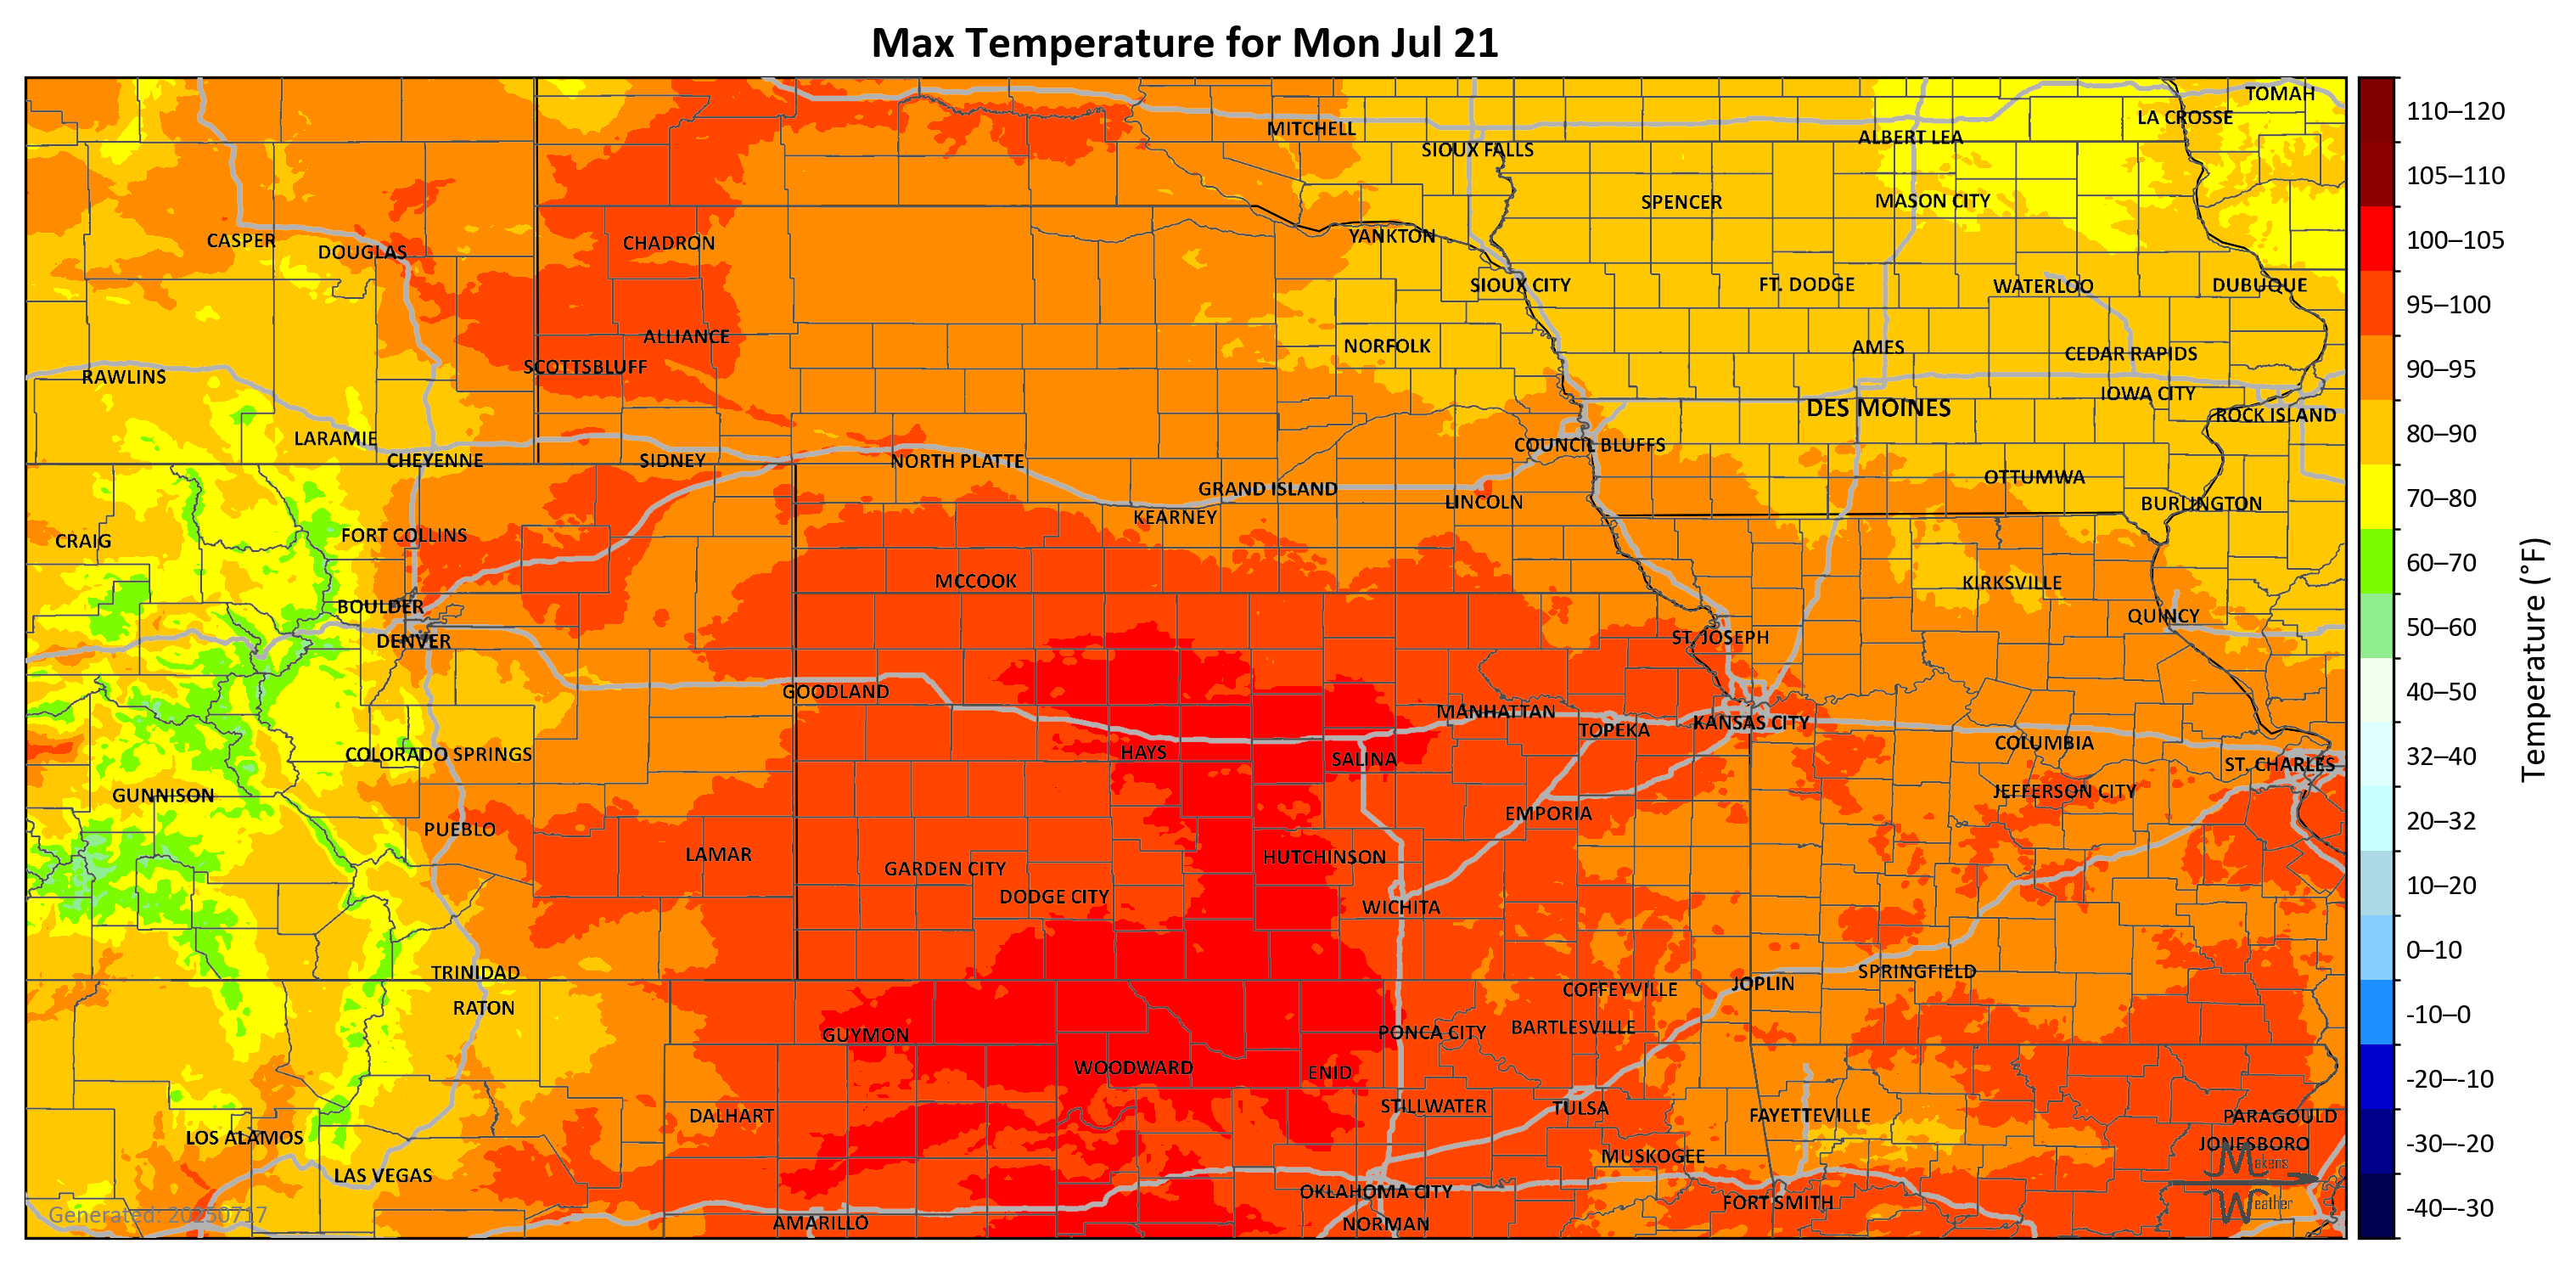 Max Temperature for Mon Jul 21
TOMAH
LA CROSSE
MITCHELL
ALBERT LEA
SIOUX FALLS
SPENCER
MASON CITY
CASPER
DOUGLAS
CHADRON
YANKTON
SIOUX CITY
FT. DODGE
WATERLOO
DUBUQUE
ALLIANCE
NORFOLK
AMES
CEDAR RAPIDS
SCOTTSBLUFF
RAWLINS
IOWA CITY
DES MOINES
ROCK ISLAND
LARAMIE
COUNCIL BLUFFS
CHEYENNE
SIDNEY
NORTH PLATTE
OTTUMWA
GRAND ISLAND
LINCOLN
BURLINGTON
KEARNEY
CRAIG
FORT COLLINS
MCCOOK
KIRKSVILLE
BOULDER
QUINCY
DENVER
ST. JOSEPH
GOODLAND
MANHATTAN
KANSAS CITY
TOPEKA
COLUMBIA
COLORADO SPRINGS
HAYS
SALINA
ST. CHARLES
GUNNISON
JEFFERSON CITY
EMPORIA
PUEBLO
LAMAR
HUTCHINSON
GARDEN CITY
DODGE CITY
WICHITA
TRINIDAD
SPRINGFIELD
JOPLIN
COFFEYVILLE
RATON
GUYMON
PONCA CITY
BARTLESVILLE
WOODWARD
ENID
DALHART
STILLWATER
TULSA
FAYETTEVILLE
PARAGOULD
LOS ALAMOS
JONESBORO
MUSKOGEE
LAS VEGAS
OKLAHOMA CITY
FORT SMITH
AMARILLO
NORMAN
Generated: 20250717
Makens
Weather
110–120
105–110
100–105
95–100
90–95
80–90
70–80
60–70
50–60
40–50
32–40
20–32
10–20
0–10
-10–0
-20–-10
-30–-20
-40–-30
Temperature (°F)